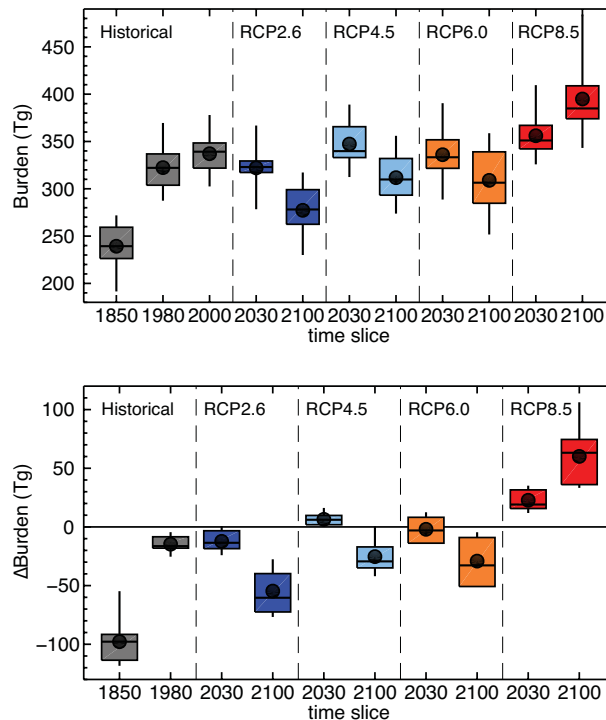 Historical RCP2.6 RCP4.5 RCP6.0 RCP8.5
450
400
350
300
250
200
Burden (Tg)
1850 1980 2000 2030 2100 2030 2100 2030 2100 2030 2100
time slice
Historical RCP2.6 RCP4.5 RCP6.0 RCP8.5
100
50
0
−50
−100
ΔBurden (Tg)
1850 1980 2030 2100 2030 2100 2030 2100 2030 2100
time slice